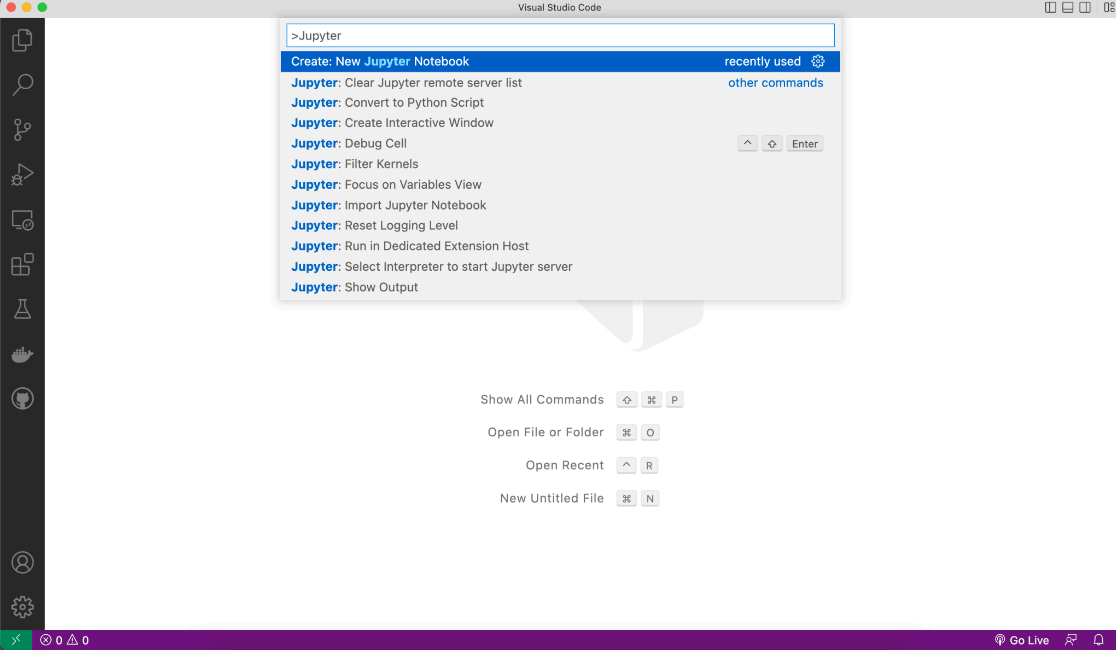 Visual Studio Code
>Jupyter
Create: New Jupyter Notebook recently used
Jupyter: Clear Jupyter remote server list other commands
Jupyter: Convert to Python Script
Jupyter: Create Interactive Window
Jupyter: Debug Cell ^ ⇧ Enter
Jupyter: Filter Kernels
Jupyter: Focus on Variables View
Jupyter: Import Jupyter Notebook
Jupyter: Reset Logging Level
Jupyter: Run in Dedicated Extension Host
Jupyter: Select Interpreter to start Jupyter server
Jupyter: Show Output
Show All Commands ⇧ ⌘ P
Open File or Folder ⌘ O
Open Recent ^ R
New Untitled File ⌘ N
0 0 Go Live